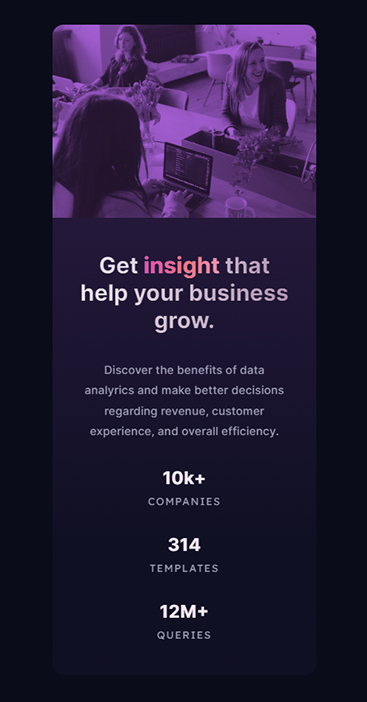 Get insight that
help your business
grow.
Discover the benefits of data
analyrics and make better decisions
regarding revenue, customer
experience, and overall efficiency.
10k+
COMPANIES
314
TEMPLATES
12M+
QUERIES